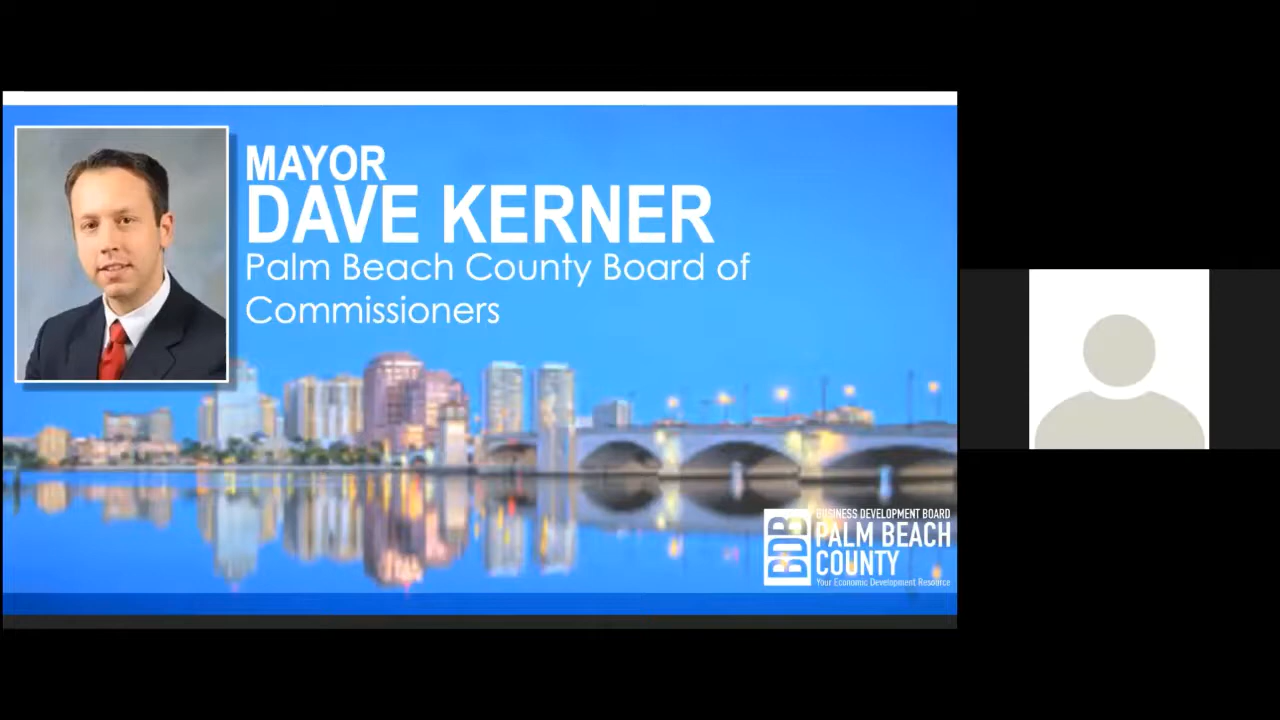 MAYOR
DAVE KERNER
Palm Beach County Board of
Commissioners
BDB
BUSINESS DEVELOPMENT BOARD
PALM BEACH
COUNTY
Your Economic Development Resource